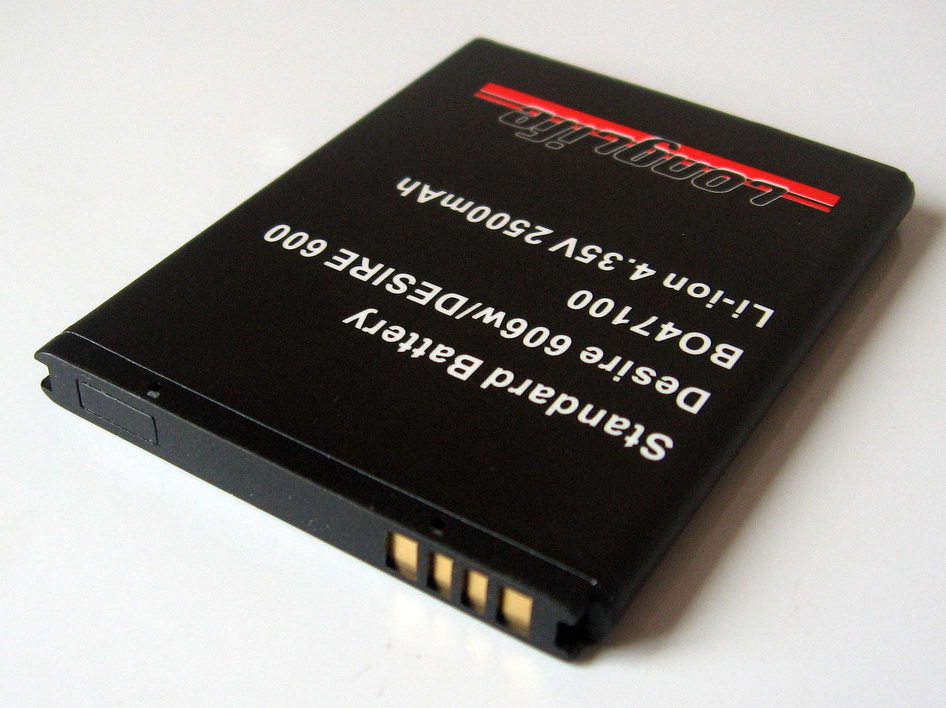 LongLife
Li-ion 4.35V 2500mAh
BO47100
Desire 606w/DESIRE 600
Standard Battery